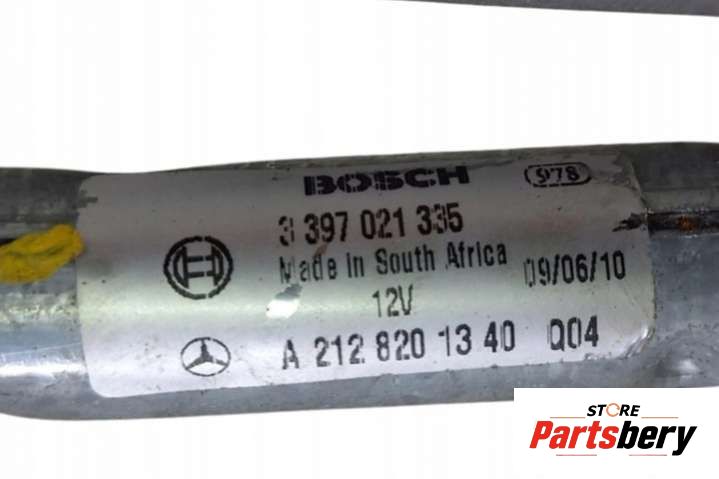 BOSCH 978
3 397 021 335
Made in South Africa 09/06/10
12V
A 212 820 13 40 Q04
STORE
Partsbery